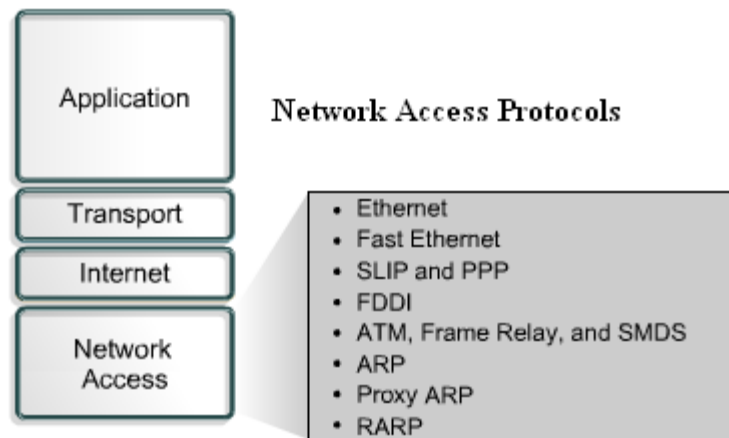 Application
Network Access Protocols
Transport
Internet
Network
Access
• Ethernet
• Fast Ethernet
• SLIP and PPP
• FDDI
• ATM, Frame Relay, and SMDS
• ARP
• Proxy ARP
• RARP